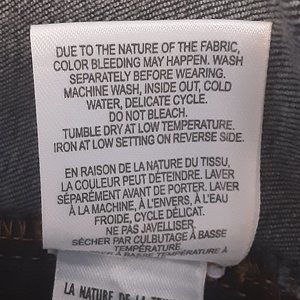 DUE TO THE NATURE OF THE FABRIC,
COLOR BLEEDING MAY HAPPEN. WASH
SEPARATELY BEFORE WEARING.
MACHINE WASH, INSIDE OUT, COLD
WATER, DELICATE CYCLE.
DO NOT BLEACH.
TUMBLE DRY AT LOW TEMPERATURE.
IRON AT LOW SETTING ON REVERSE SIDE.
EN RAISON DE LA NATURE DU TISSU,
LA COULEUR PEUT DÉTEINDRE. LAVER
SÉPARÉMENT AVANT DE PORTER. LAVER
À LA MACHINE, À L'ENVERS, À L'EAU
FROIDE, CYCLE DÉLICAT.
NE PAS JAVELLISER.
SÉCHER PAR CULBUTAGE À BASSE
À BASSE TEMPÉRATURE
LA NATURE DE LA